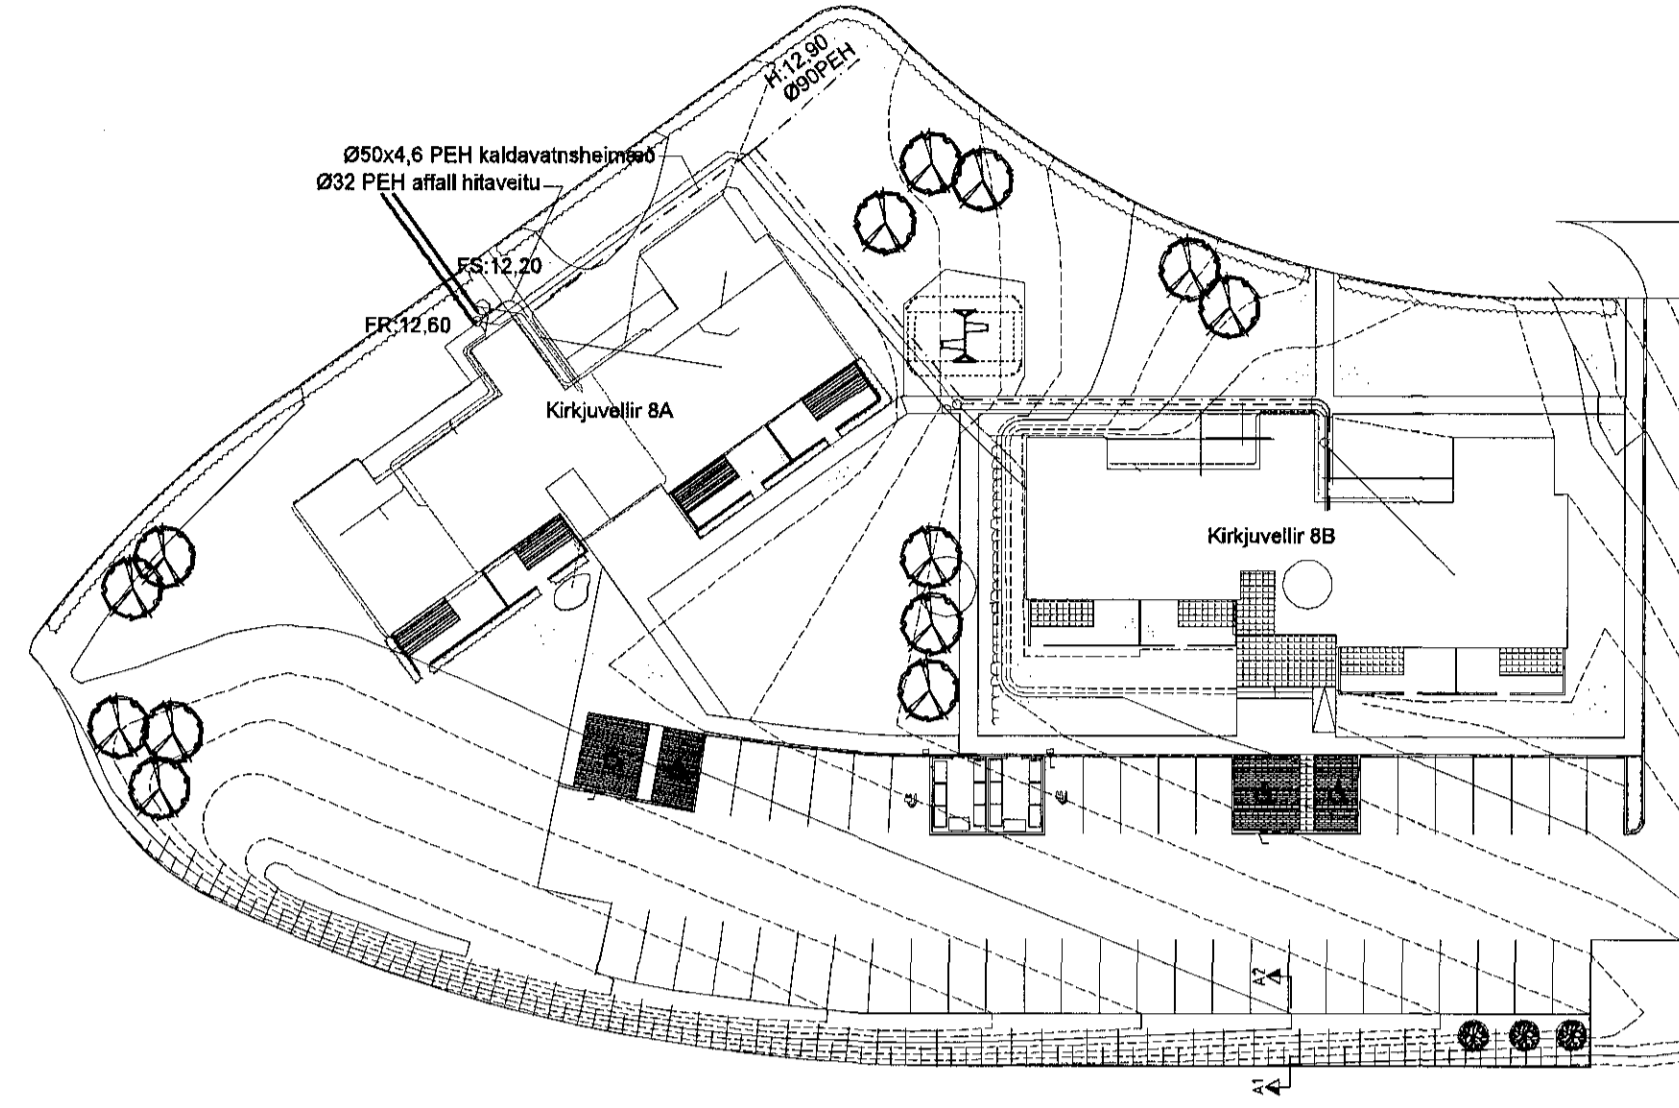 H:12,90
Ø90PEH
Ø50x4,6 PEH kaldavatnsheimæð
Ø32 PEH affall hitaveitu
FS:12,20
FR:12,60
Kirkjuvellir 8A
Kirkjuvellir 8B
A2
A1